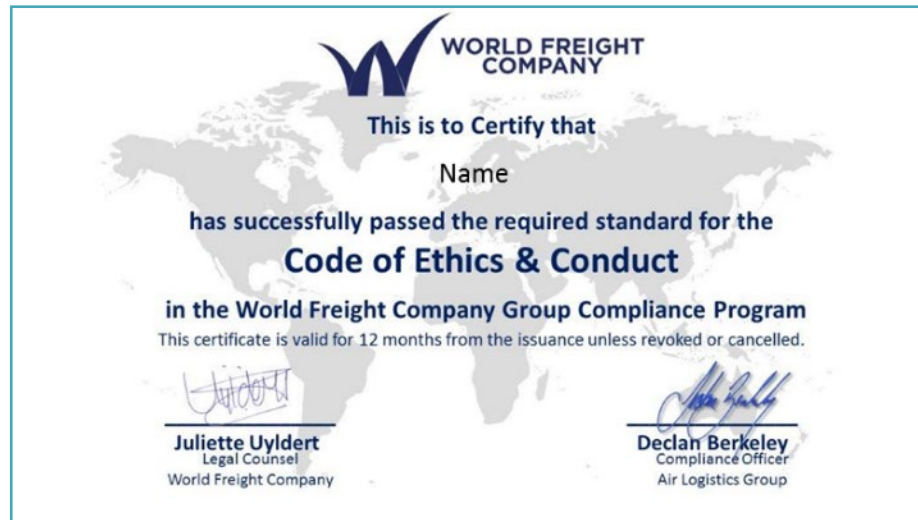 WORLD FREIGHT
COMPANY
This is to Certify that
Name
has successfully passed the required standard for the
Code of Ethics & Conduct
in the World Freight Company Group Compliance Program
This certificate is valid for 12 months from the issuance unless revoked or cancelled.
Juliette Uyldert
Legal Counsel
World Freight Company
Declan Berkeley
Compliance Officer
Air Logistics Group